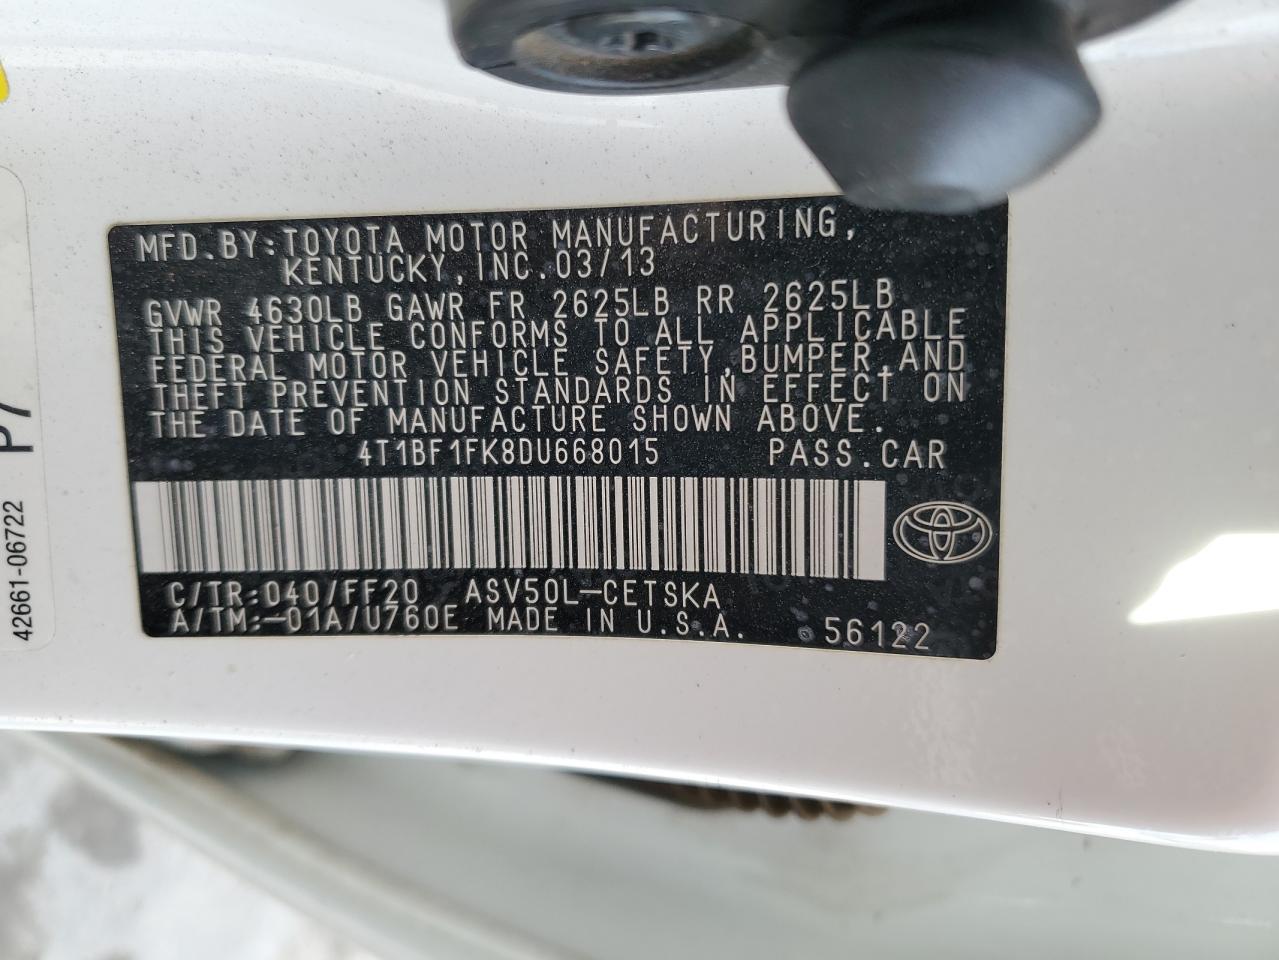 MFD.BY:TOYOTA MOTOR MANUFACTURING,
KENTUCKY,INC.03/13
GVWR 4630LB GAWR FR 2625LB RR 2625LB
THIS VEHICLE CONFORMS TO ALL APPLICABLE
FEDERAL MOTOR VEHICLE SAFETY,BUMPER,AND
THEFT PREVENTION STANDARDS IN EFFECT ON
THE DATE OF MANUFACTURE SHOWN ABOVE.
4T1BF1FK8DU668015 PASS.CAR
C/TR:040/FF20 ASV50L-CETSKA
A/TM:-01A/U760E MADE IN U.S.A. 56122
P7
42661-06722